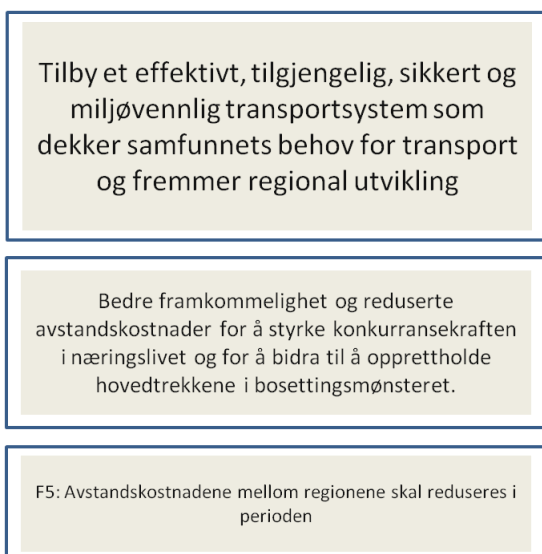 Tilby et effektivt, tilgjengelig, sikkert og
miljøvennlig transportsystem som
dekker samfunnets behov for transport
og fremmer regional utvikling
Bedre framkommelighet og reduserte
avstandskostnader for å styrke konkurransekraften
i næringslivet og for å bidra til å opprettholde
hovedtrekkene i bosettingsmønsteret.
F5: Avstandskostnadene mellom regionene skal reduseres i
perioden